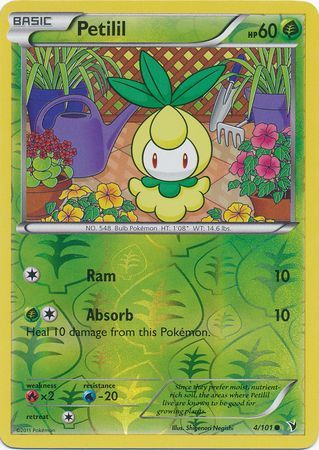 BASIC
Petilil
HP60
NO. 548 Bulb Pokémon HT: 1'08" WT: 14.6 lbs.
Ram 10
Absorb 10
Heal 10 damage from this Pokémon.
weakness
×2
resistance
-20
retreat
Since they prefer moist, nutrient-
rich soil, the areas where Petilil
live are known to be good for
growing plants.
©2011 Pokémon
Illus. Shigenori Negishi
4/101